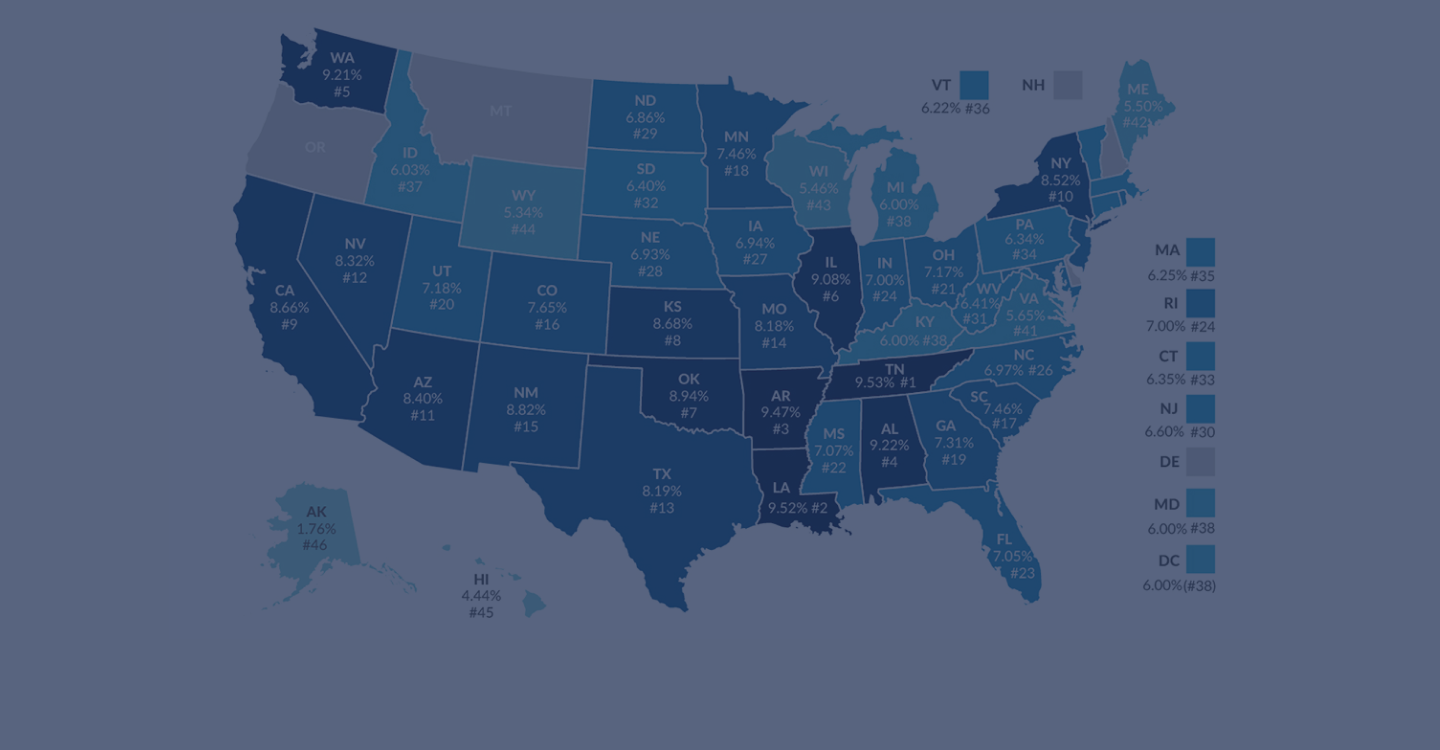 WA
9.21%
#5
OR
MT
ID
6.03%
#37
WY
5.34%
#44
ND
6.86%
#29
SD
6.40%
#32
NE
6.93%
#28
MN
7.46%
#18
IA
6.94%
#27
WI
5.46%
#43
MI
6.00%
#38
VT
6.22% #36
NH
ME
5.50%
#42
NY
8.52%
#10
PA
6.34%
#34
CA
8.66%
#9
NV
8.32%
#12
UT
7.18%
#20
CO
7.65%
#16
KS
8.68%
#8
MO
8.18%
#14
IL
9.08%
#6
IN
7.00%
#24
OH
7.17%
#21
WV
6.41%
#31
VA
5.65%
#41
KY
6.00% #38
NC
6.97% #26
TN
9.53% #1
SC
7.46%
#17
AZ
8.40%
#11
NM
8.82%
#15
OK
8.94%
#7
AR
9.47%
#3
MS
7.07%
#22
AL
9.22%
#4
GA
7.31%
#19
TX
8.19%
#13
LA
9.52% #2
FL
7.05%
#23
AK
1.76%
#46
HI
4.44%
#45
MA
6.25% #35
RI
7.00% #24
CT
6.35% #33
NJ
6.60% #30
DE
MD
6.00% #38
DC
6.00%(#38)